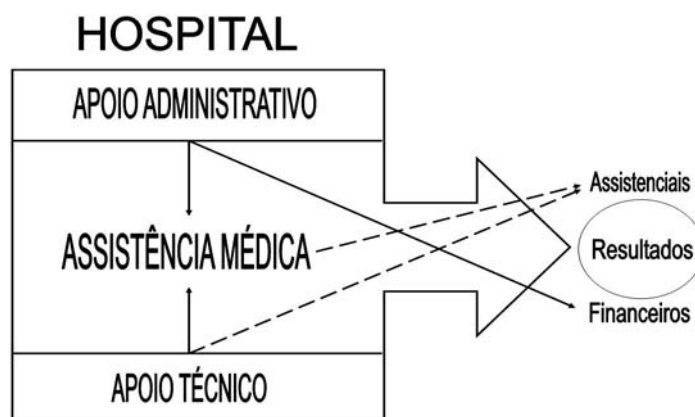 HOSPITAL
APOIO ADMINISTRATIVO
Assistenciais
ASSISTÊNCIA MÉDICA
Resultados
Financeiros
APOIO TÉCNICO